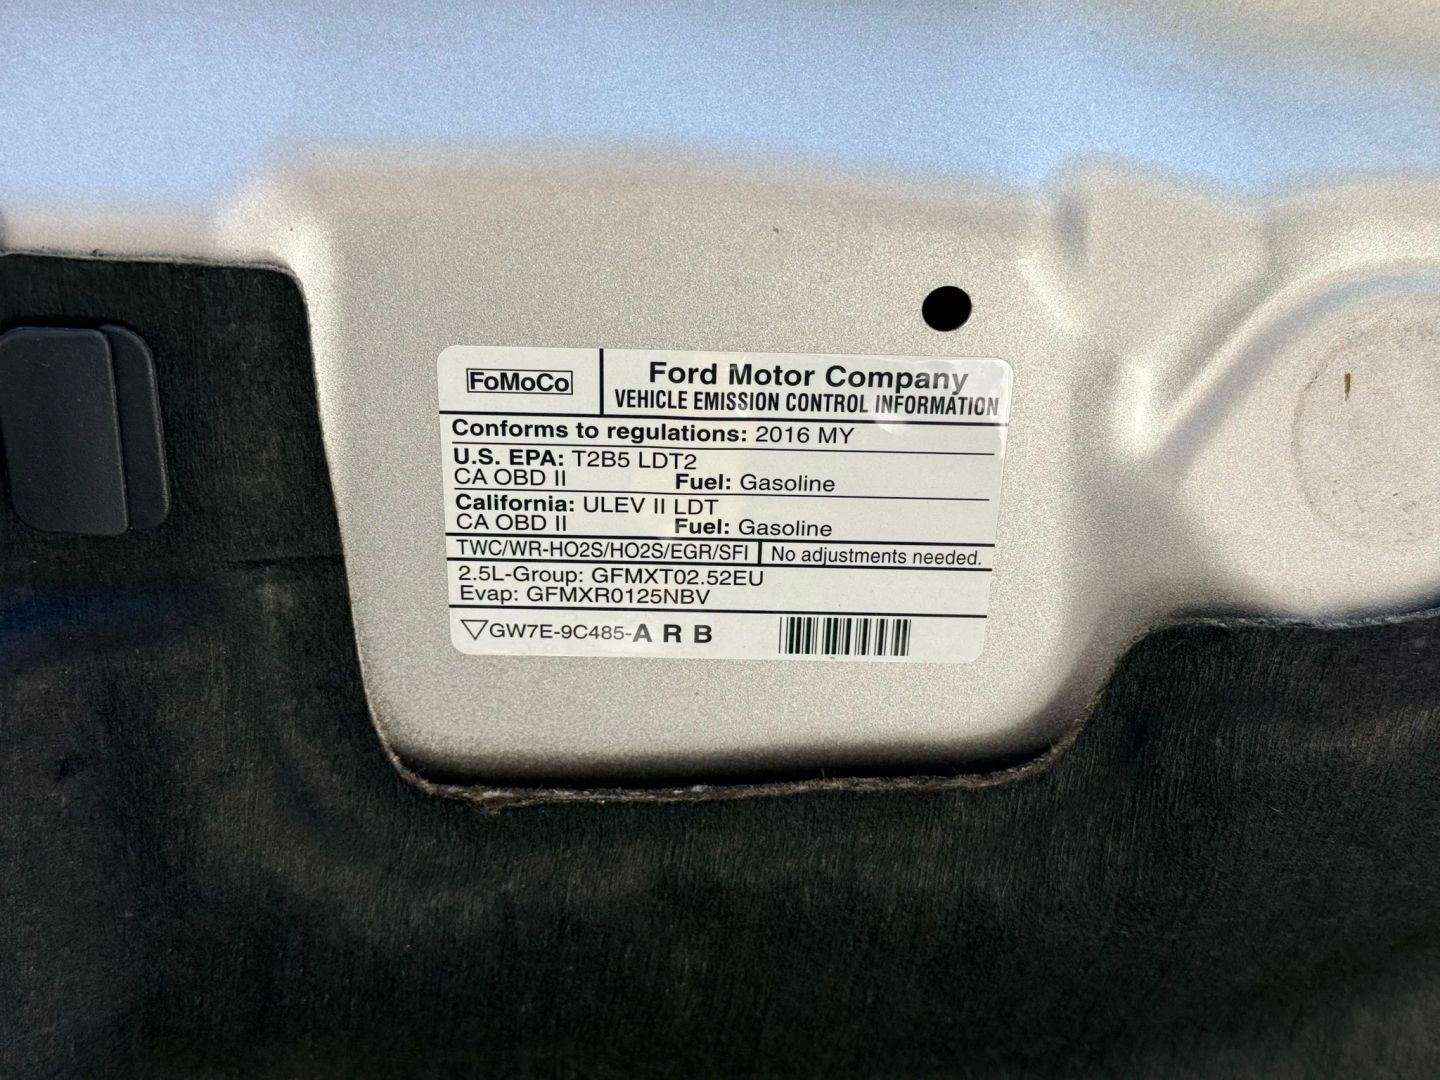 FoMoCo
Ford Motor Company
VEHICLE EMISSION CONTROL INFORMATION
Conforms to regulations: 2016 MY
U.S. EPA: T2B5 LDT2
CA OBD II Fuel: Gasoline
California: ULEV II LDT
CA OBD II Fuel: Gasoline
TWC/WR-HO2S/HO2S/EGR/SFI No adjustments needed.
2.5L-Group: GFMXT02.52EU
Evap: GFMXR0125NBV
GW7E-9C485-A R B